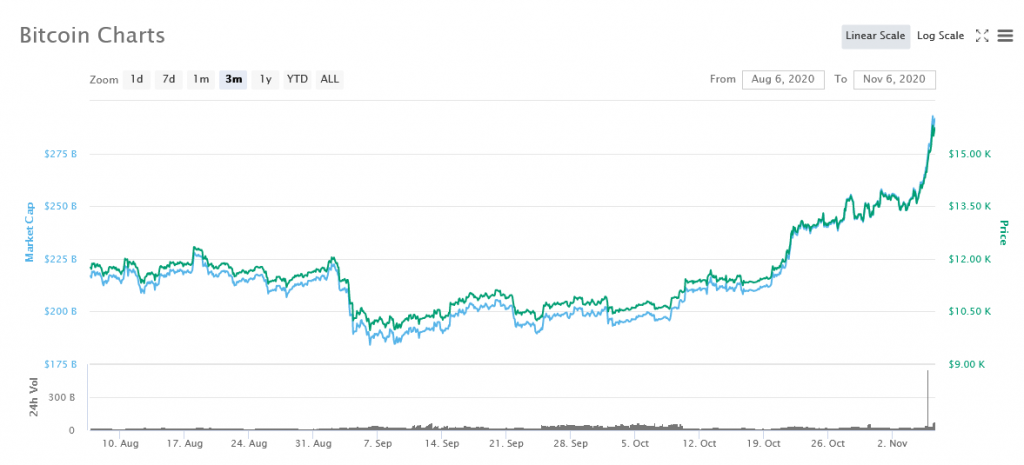 Bitcoin Charts
Linear Scale Log Scale
Zoom 1d 7d 1m 3m 1y YTD ALL From Aug 6, 2020 To Nov 6, 2020
$275 B $15.00 K
$250 B $13.50 K
Market Cap Price
$225 B $12.00 K
$200 B $10.50 K
$175 B $9.00 K
24h Vol
300 B
0
10. Aug 17. Aug 24. Aug 31. Aug 7. Sep 14. Sep 21. Sep 28. Sep 5. Oct 12. Oct 19. Oct 26. Oct 2. Nov